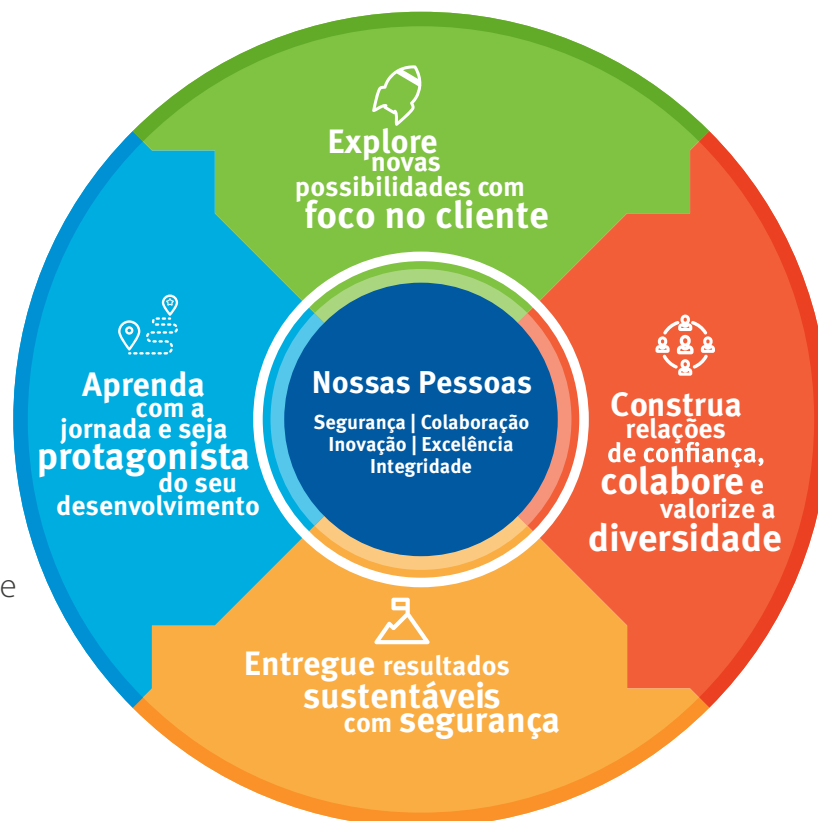 Explore
novas
possibilidades com
foco no cliente
Aprenda
com a
jornada e seja
protagonista
do seu
desenvolvimento
Nossas Pessoas
Segurança | Colaboração
Inovação | Excelência
Integridade
Construa
relações
de confiança,
colabore e
valorize a
diversidade
e
Entregue resultados
sustentáveis
com segurança